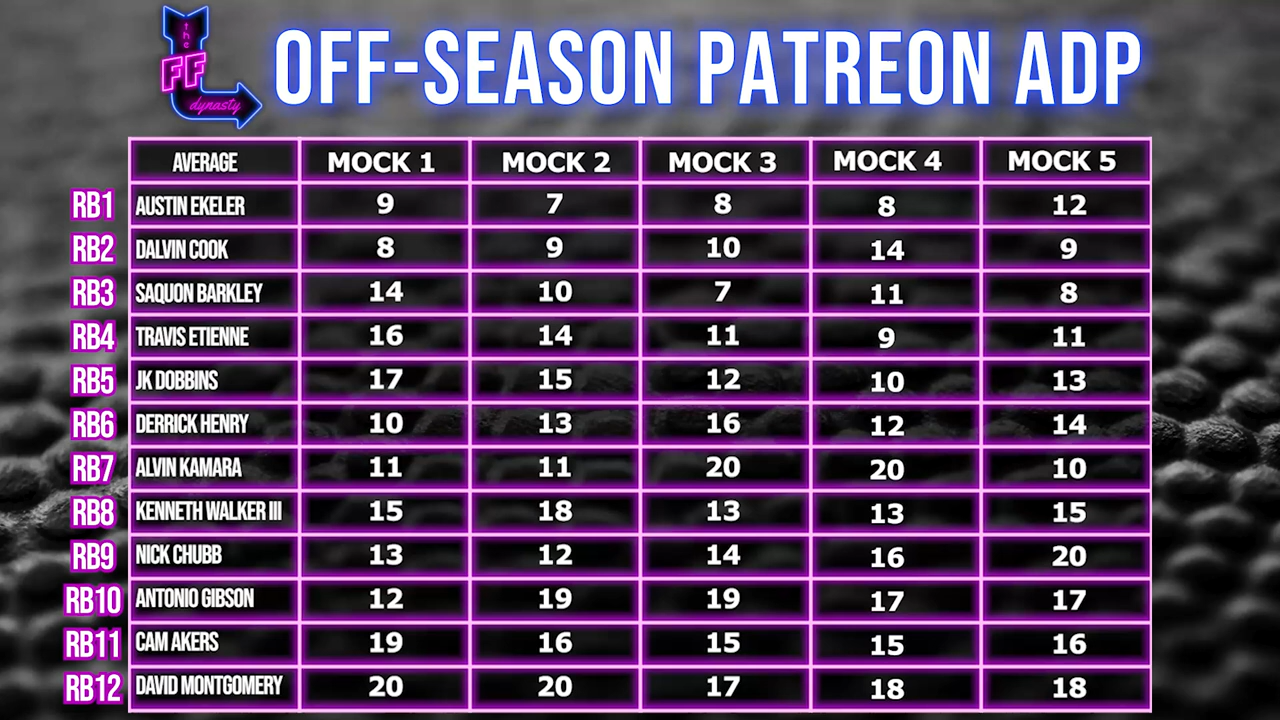 the
FF
dynasty
OFF-SEASON PATREON ADP
AVERAGE MOCK 1 MOCK 2 MOCK 3 MOCK 4 MOCK 5
RB1 AUSTIN EKELER 9 7 8 8 12
RB2 DALVIN COOK 8 9 10 14 9
RB3 SAQUON BARKLEY 14 10 7 11 8
RB4 TRAVIS ETIENNE 16 14 11 9 11
RB5 JK DOBBINS 17 15 12 10 13
RB6 DERRICK HENRY 10 13 16 12 14
RB7 ALVIN KAMARA 11 11 20 20 10
RB8 KENNETH WALKER III 15 18 13 13 15
RB9 NICK CHUBB 13 12 14 16 20
RB10 ANTONIO GIBSON 12 19 19 17 17
RB11 CAM AKERS 19 16 15 15 16
RB12 DAVID MONTGOMERY 20 20 17 18 18